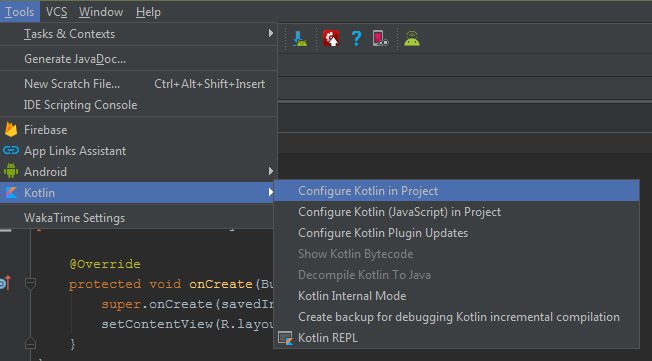 Tools VCS Window Help
Tasks & Contexts
Generate JavaDoc...
New Scratch File... Ctrl+Alt+Shift+Insert
IDE Scripting Console
Firebase
App Links Assistant
Android
Kotlin
WakaTime Settings
Configure Kotlin in Project
Configure Kotlin (JavaScript) in Project
Configure Kotlin Plugin Updates
Show Kotlin Bytecode
Decompile Kotlin To Java
Kotlin Internal Mode
Create backup for debugging Kotlin incremental compilation
Kotlin REPL
@Override
protected void onCreate(Bu
super.onCreate(savedIn
setContentView(R.layou
}